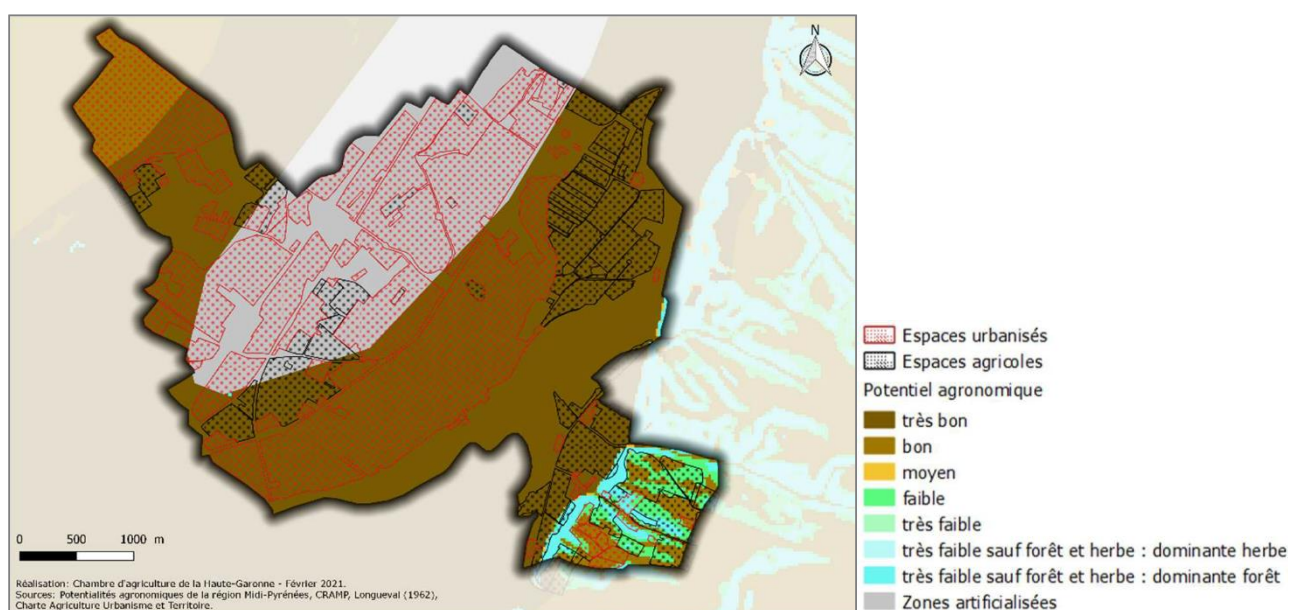 N
Espaces urbanisés
Espaces agricoles
Potentiel agronomique
très bon
bon
moyen
faible
très faible
très faible sauf forêt et herbe : dominante herbe
très faible sauf forêt et herbe : dominante forêt
Zones artificialisées
0 500 1000 m
Réalisation: Chambre d'agriculture de la Haute-Garonne - Février 2021.
Sources: Potentialités agronomiques de la région Midi-Pyrénées, CRAMP, Longueval (1962),
Charte Agriculture Urbanisme et Territoire.